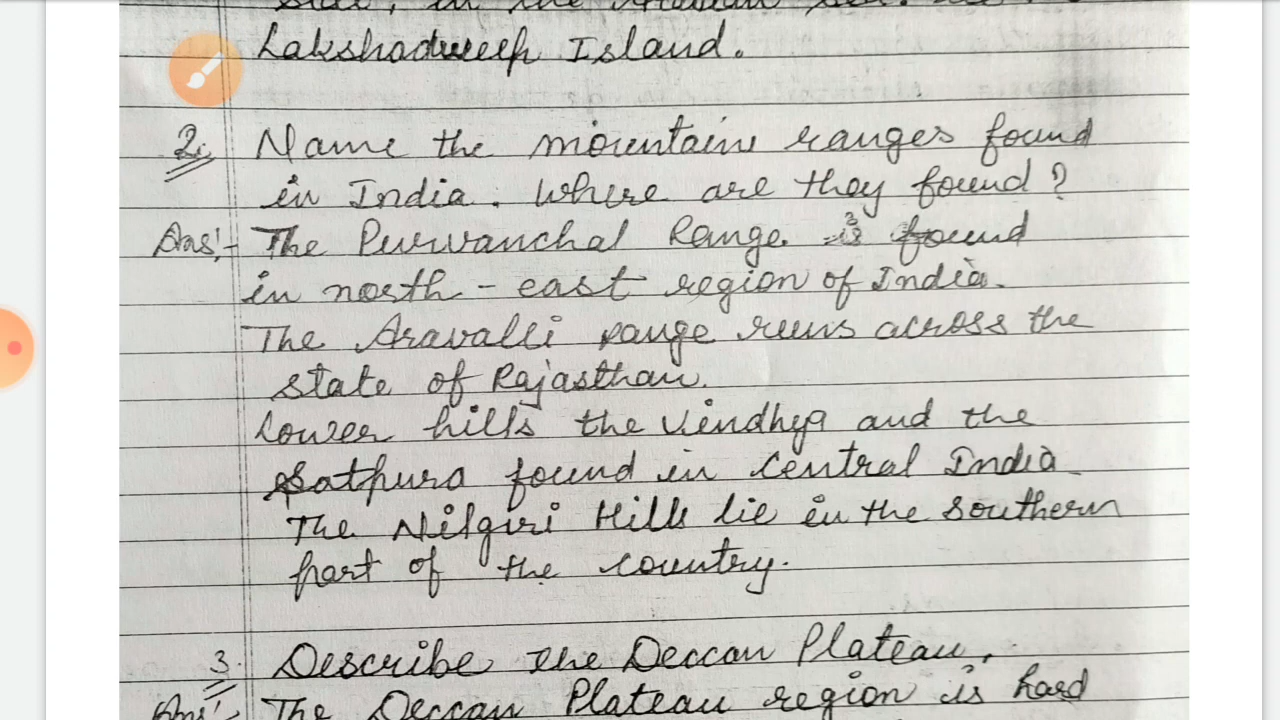 Lakshadweep Island.
2. Name the mountains ranges found
in India. Where are they found?
Ans:- The Purvanchal Range is found
in north-east region of India.
The Aravalli range runs across the
state of Rajasthan.
Lower hills the Vindhya and the
Sathpura found in Central India
The Nilgiri Hills lie in the southern
part of the country.
3. Describe the Deccan Plateau.
Ans:- The Deccan Plateau region is hard